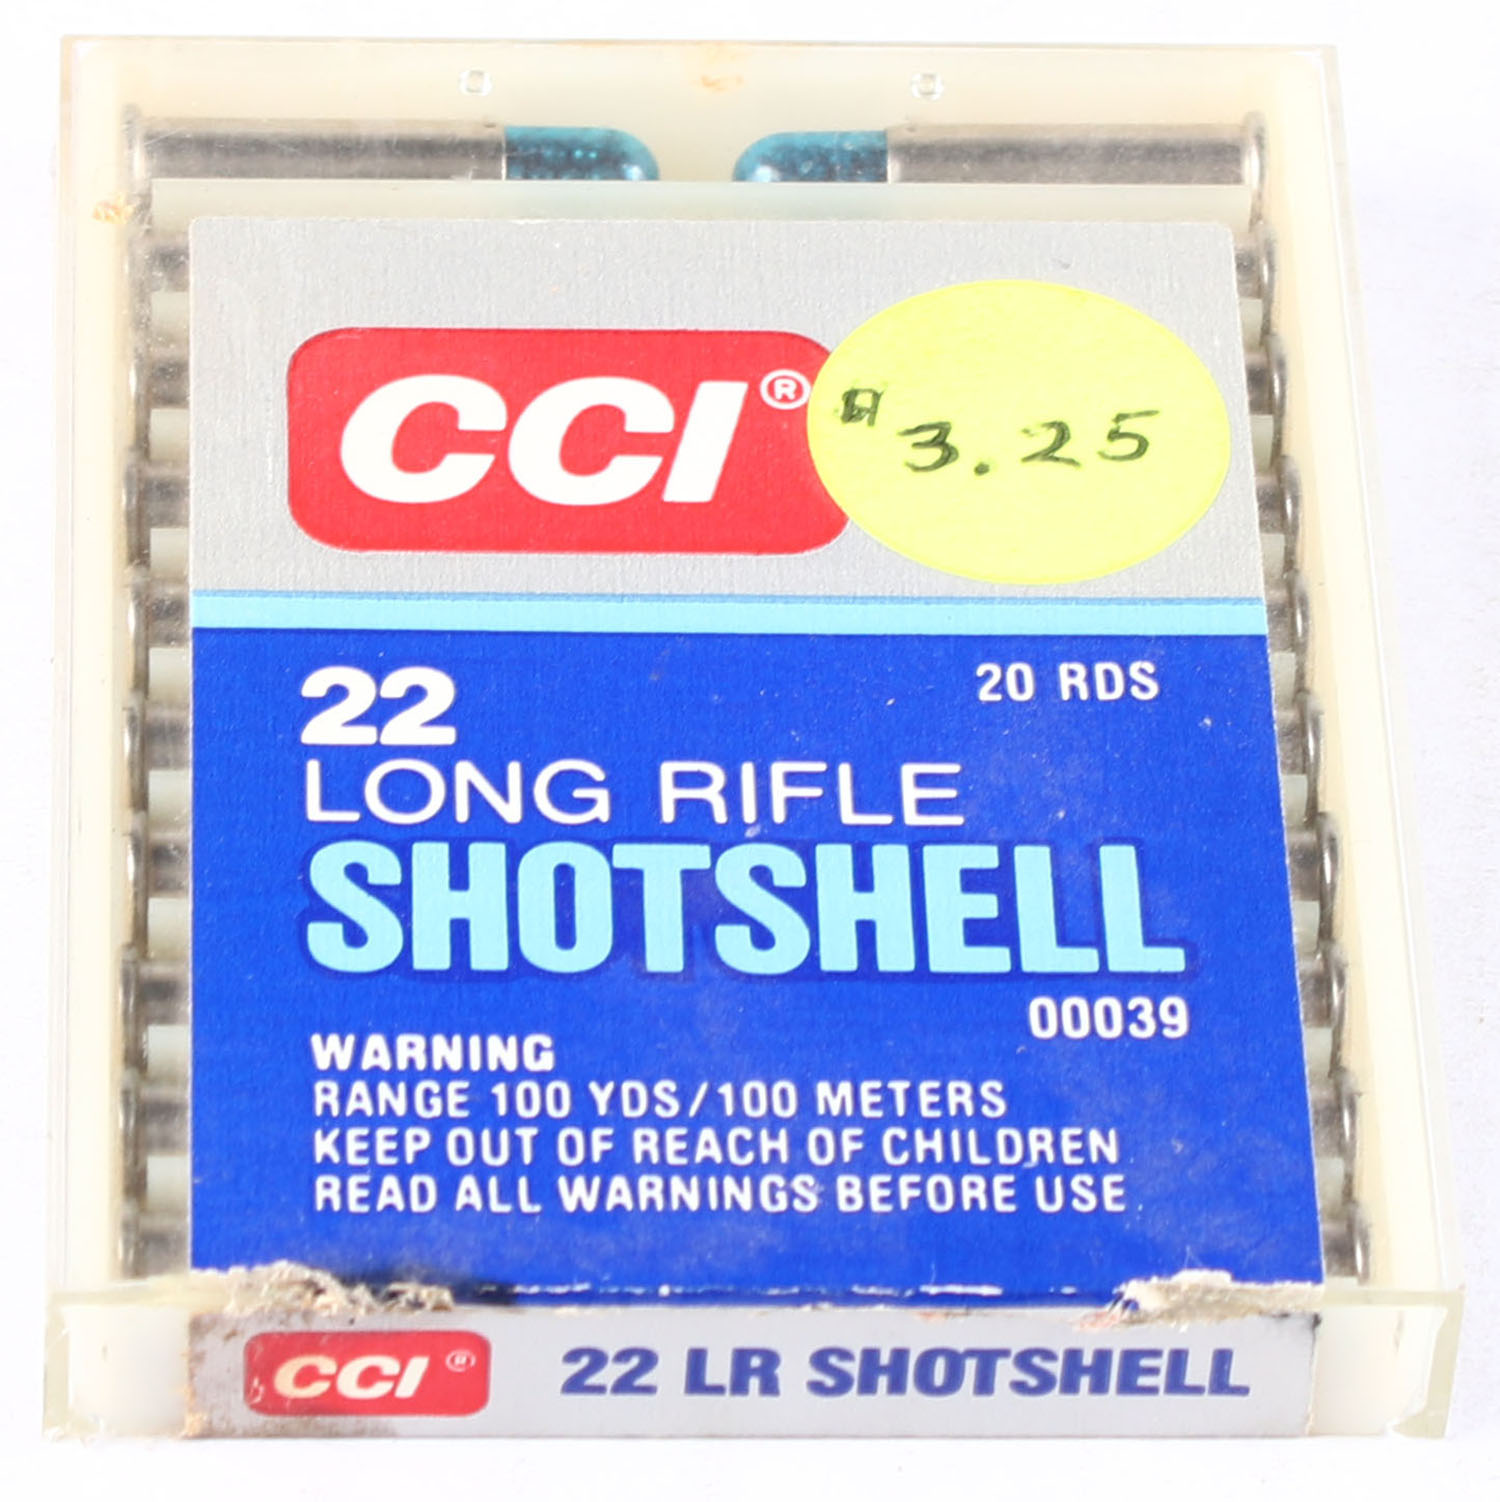 CCI®
$3.25
22
20 RDS
LONG RIFLE
SHOTSHELL
00039
WARNING
RANGE 100 YDS/100 METERS
KEEP OUT OF REACH OF CHILDREN
READ ALL WARNINGS BEFORE USE
CCI®
22 LR SHOTSHELL